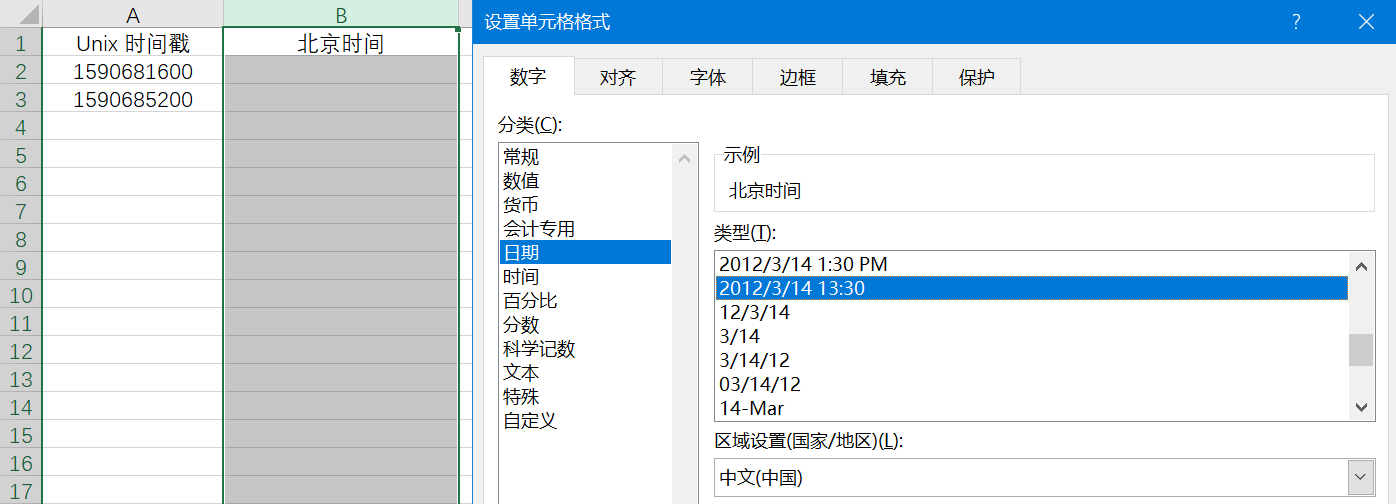 A B
1 Unix 时间戳 北京时间
2 1590681600
3 1590685200
4
5
6
7
8
9
10
11
12
13
14
15
16
17
设置单元格格式 ?
数字 对齐 字体 边框 填充 保护
分类(C):
常规
数值
货币
会计专用
日期
时间
百分比
分数
科学记数
文本
特殊
自定义
示例
北京时间
类型(T):
2012/3/14 1:30 PM
2012/3/14 13:30
12/3/14
3/14
3/14/12
03/14/12
14-Mar
区域设置(国家/地区)(L):
中文(中国)